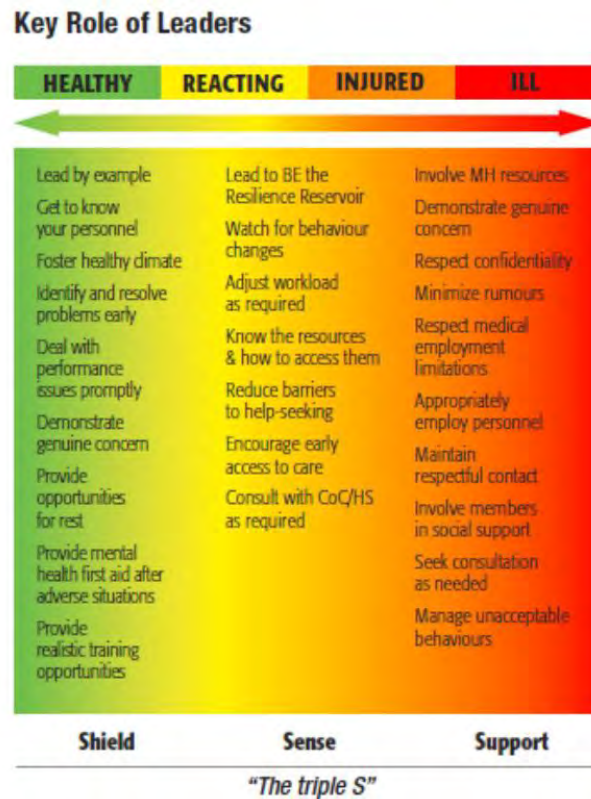 Key Role of Leaders
HEALTHY REACTING INJURED ILL
Lead by example
Get to know
your personnel
Foster healthy climate
Identify and resolve
problems early
Deal with
performance
issues promptly
Demonstrate
genuine concern
Provide
opportunities
for rest
Provide mental
health first aid after
adverse situations
Provide
realistic training
opportunities
Lead to BE the
Resilience Reservoir
Watch for behaviour
changes
Adjust workload
as required
Know the resources
& how to access them
Reduce barriers
to help-seeking
Encourage early
access to care
Consult with CoC/HS
as required
Involve MH resources
Demonstrate genuine
concern
Respect confidentiality
Minimize rumours
Respect medical
employment
limitations
Appropriately
employ personnel
Maintain
respectful contact
Involve members
in social support
Seek consultation
as needed
Manage unacceptable
behaviours
Shield Sense Support
"The triple S"